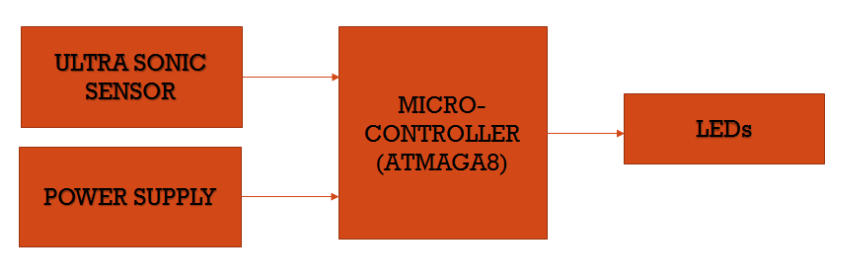 ULTRA SONIC
SENSOR
POWER SUPPLY
MICRO-
CONTROLLER
(ATMAGA8)
LEDs